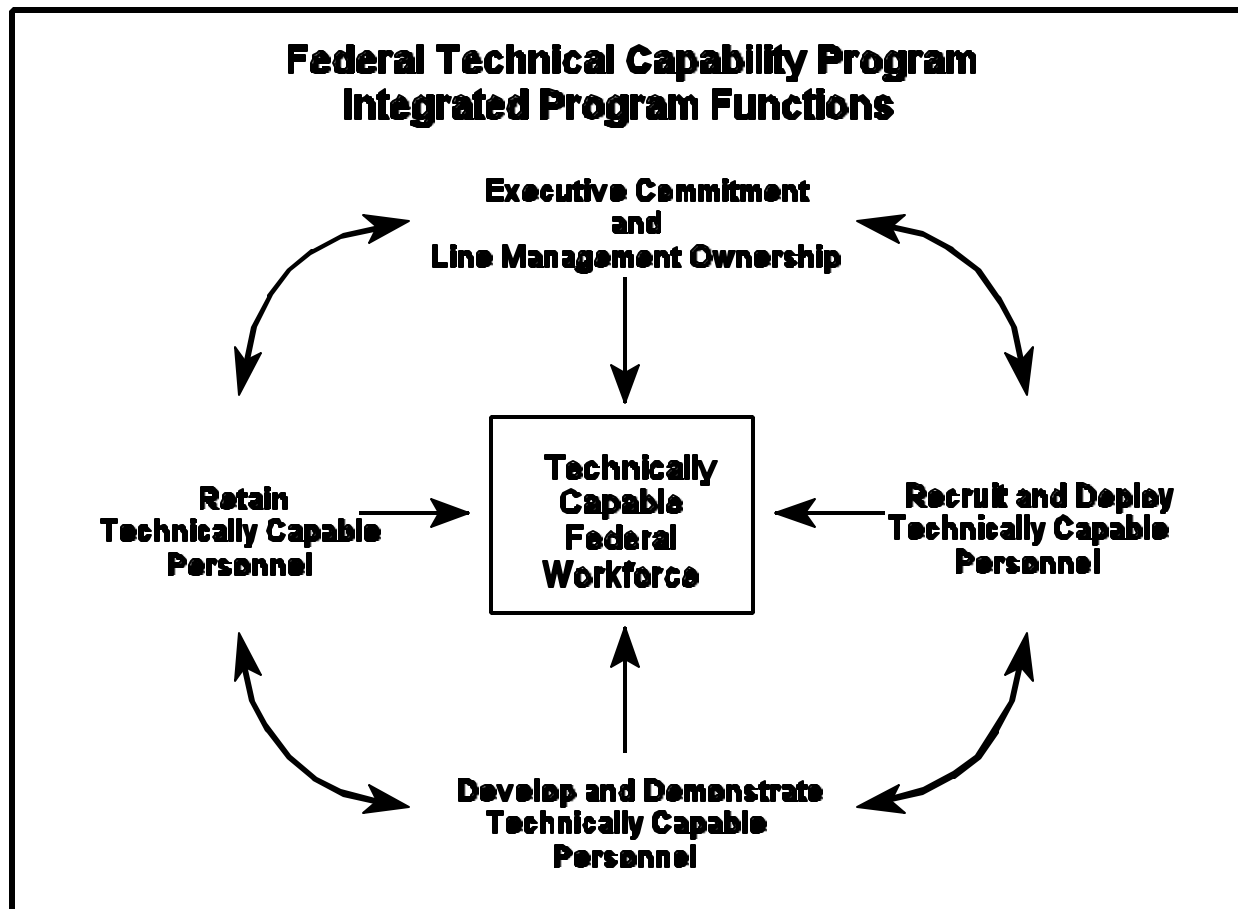 Federal Technical Capability Program
Integrated Program Functions
Executive Commitment
and
Line Management Ownership
Retain
Technically Capable
Personnel
Technically
Capable
Federal
Workforce
Recruit and Deploy
Technically Capable
Personnel
Develop and Demonstrate
Technically Capable
Personnel